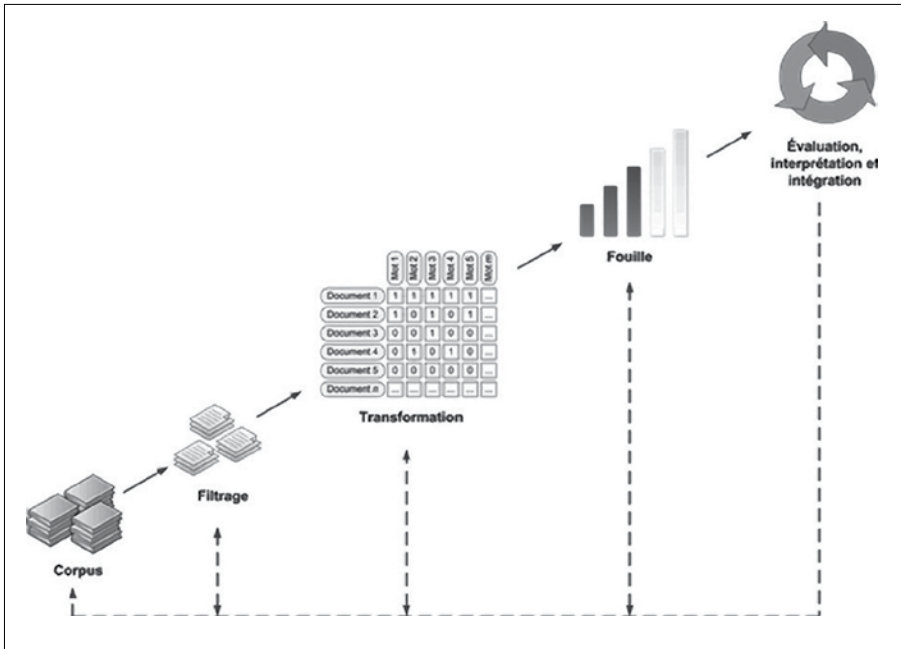 Évaluation,
interprétation et
intégration
Fouille
Mot 1 Mot 2 Mot 3 Mot 4 Mot 5 Mot m
Document 1 1 1 1 1 1 ...
Document 2 1 0 1 0 1 ...
Document 3 0 0 1 0 0 ...
Document 4 0 1 0 1 0 ...
Document 5 0 0 0 0 0 ...
Document n ... ... ... ... ... ...
Transformation
Filtrage
Corpus